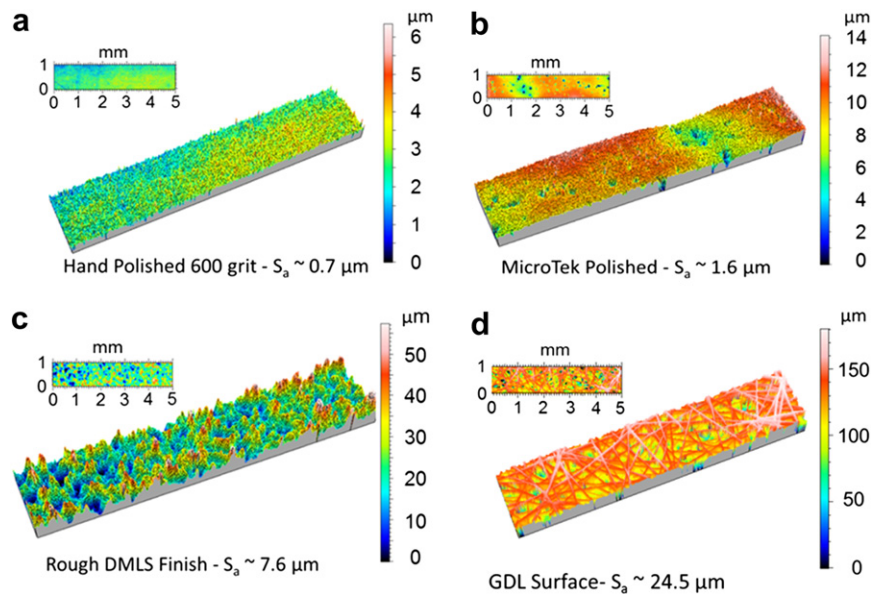 a
mm
1
0
0 1 2 3 4 5
µm
6
5
4
3
2
1
0
Hand Polished 600 grit - Sa ~ 0.7 µm
b
mm
1
0
0 1 2 3 4 5
µm
14
12
10
8
6
4
2
0
MicroTek Polished - Sa ~ 1.6 µm
c
mm
1
0
0 1 2 3 4 5
µm
50
40
30
20
10
0
Rough DMLS Finish - Sa ~ 7.6 µm
d
mm
1
0
0 1 2 3 4 5
µm
150
100
50
0
GDL Surface- Sa ~ 24.5 µm